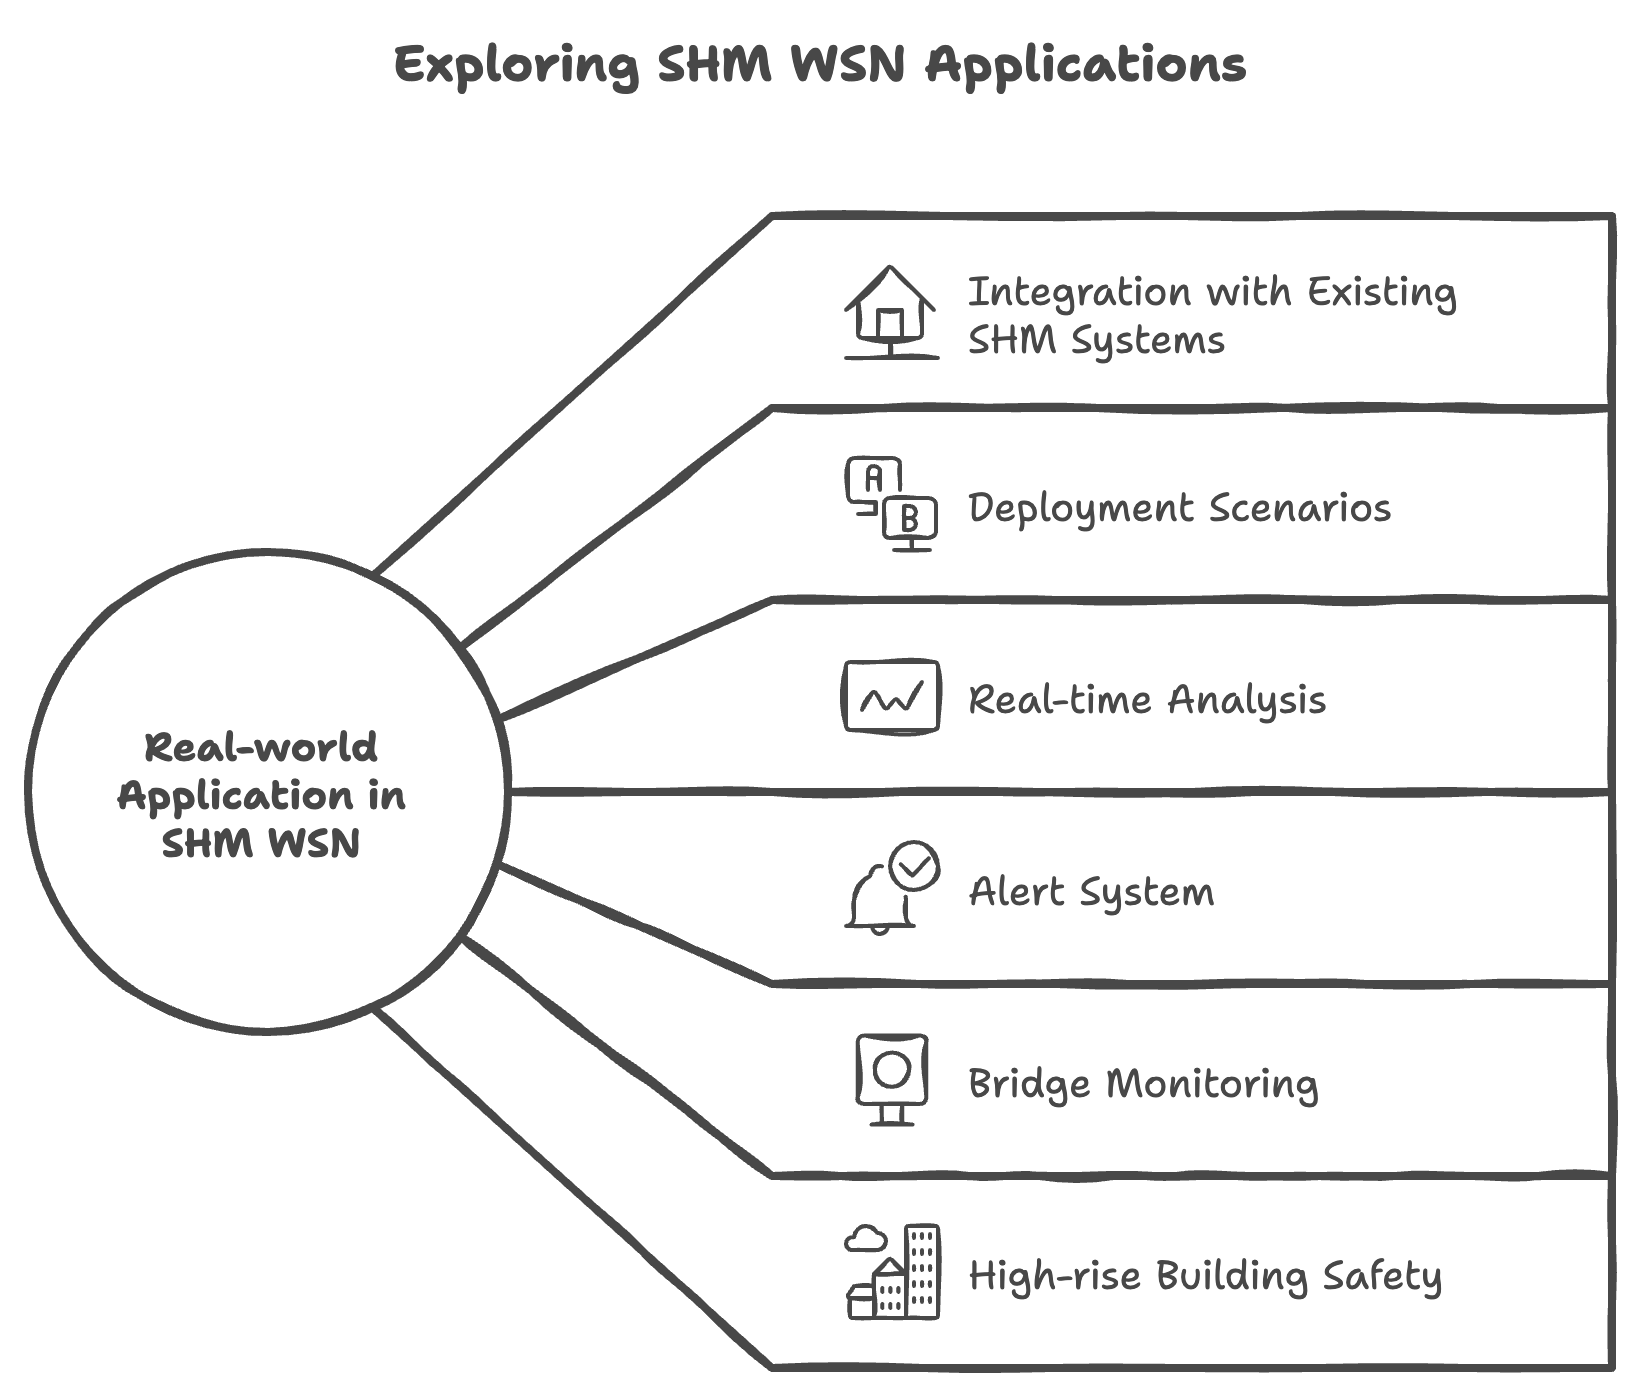 Exploring SHM WSN Applications
Integration with Existing
SHM Systems
A
B
Deployment Scenarios
Real-time Analysis
Real-world
Application in
SHM WSN
Alert System
Bridge Monitoring
High-rise Building Safety